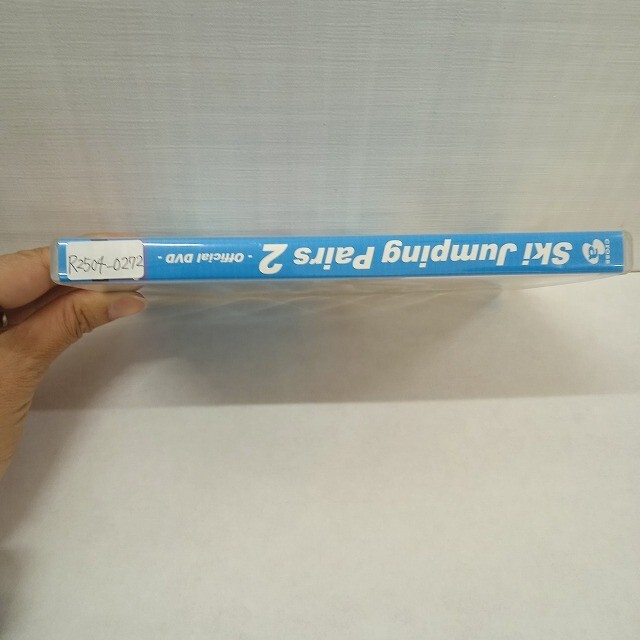 Ski Jumping Pairs 2
- Official DVD -
R2504-0272